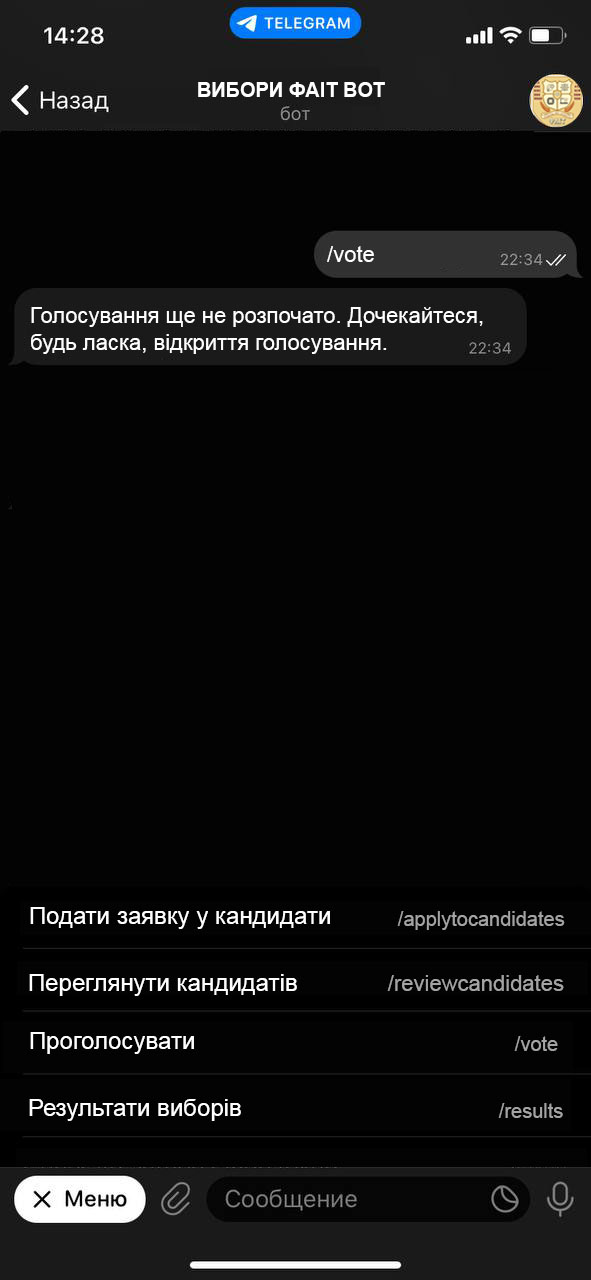 14:28
TELEGRAM
Назад
ВИБОРИ ФАІТ BOT
бот
/vote
22:34
Голосування ще не розпочато. Дочекайтеся,
будь ласка, відкриття голосування.
22:34
Подати заявку у кандидати /applytocandidates
Переглянути кандидатів /reviewcandidates
Проголосувати /vote
Результати виборів /results
Меню
Сообщение